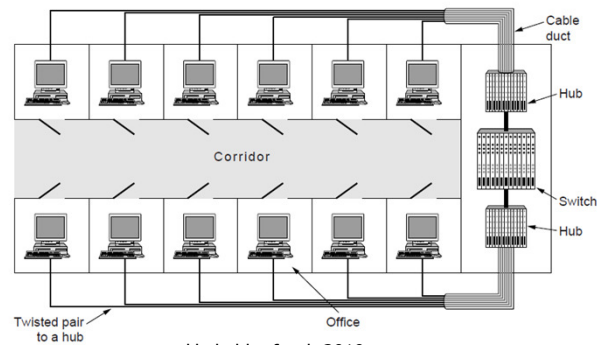 Cable
duct
Hub
Corridor
Switch
Hub
Twisted pair
to a hub
Office